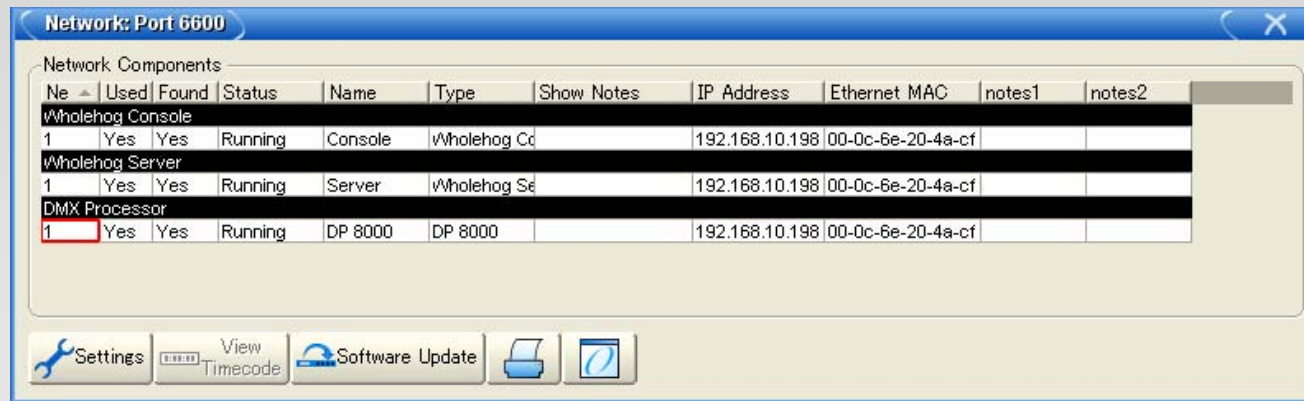 Network: Port 6600
Network Components
Ne Used Found Status Name Type Show Notes IP Address Ethernet MAC notes1 notes2
Wholehog Console
1 Yes Yes Running Console Wholehog Co 192.168.10.198 00-0c-6e-20-4a-cf
Wholehog Server
1 Yes Yes Running Server Wholehog Se 192.168.10.198 00-0c-6e-20-4a-cf
DMX Processor
1 Yes Yes Running DP 8000 DP 8000 192.168.10.198 00-0c-6e-20-4a-cf
Settings
View
Timecode
Software Update